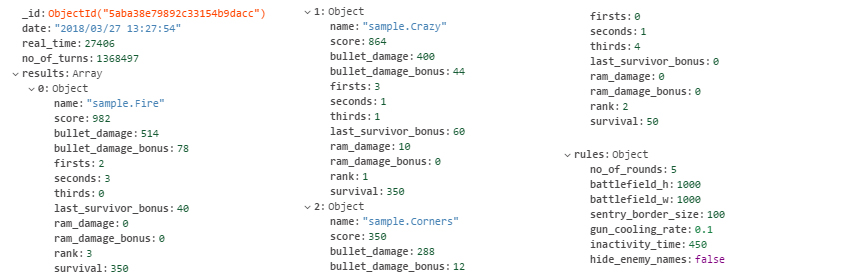 _id: ObjectId("5aba38e79892c33154b9dacc")
date: "2018/03/27 13:27:54"
real_time: 27406
no_of_turns: 1368497
results: Array
0: Object
name: "sample.Fire"
score: 982
bullet_damage: 514
bullet_damage_bonus: 78
firsts: 2
seconds: 3
thirds: 0
last_survivor_bonus: 40
ram_damage: 0
ram_damage_bonus: 0
rank: 3
survival: 350
1: Object
name: "sample.Crazy"
score: 864
bullet_damage: 400
bullet_damage_bonus: 44
firsts: 3
seconds: 1
thirds: 1
last_survivor_bonus: 60
ram_damage: 10
ram_damage_bonus: 0
rank: 1
survival: 350
2: Object
name: "sample.Corners"
score: 350
bullet_damage: 288
bullet_damage_bonus: 12
firsts: 0
seconds: 1
thirds: 4
last_survivor_bonus: 0
ram_damage: 0
ram_damage_bonus: 0
rank: 2
survival: 50
rules: Object
no_of_rounds: 5
battlefield_h: 1000
battlefield_w: 1000
sentry_border_size: 100
gun_cooling_rate: 0.1
inactivity_time: 450
hide_enemy_names: false